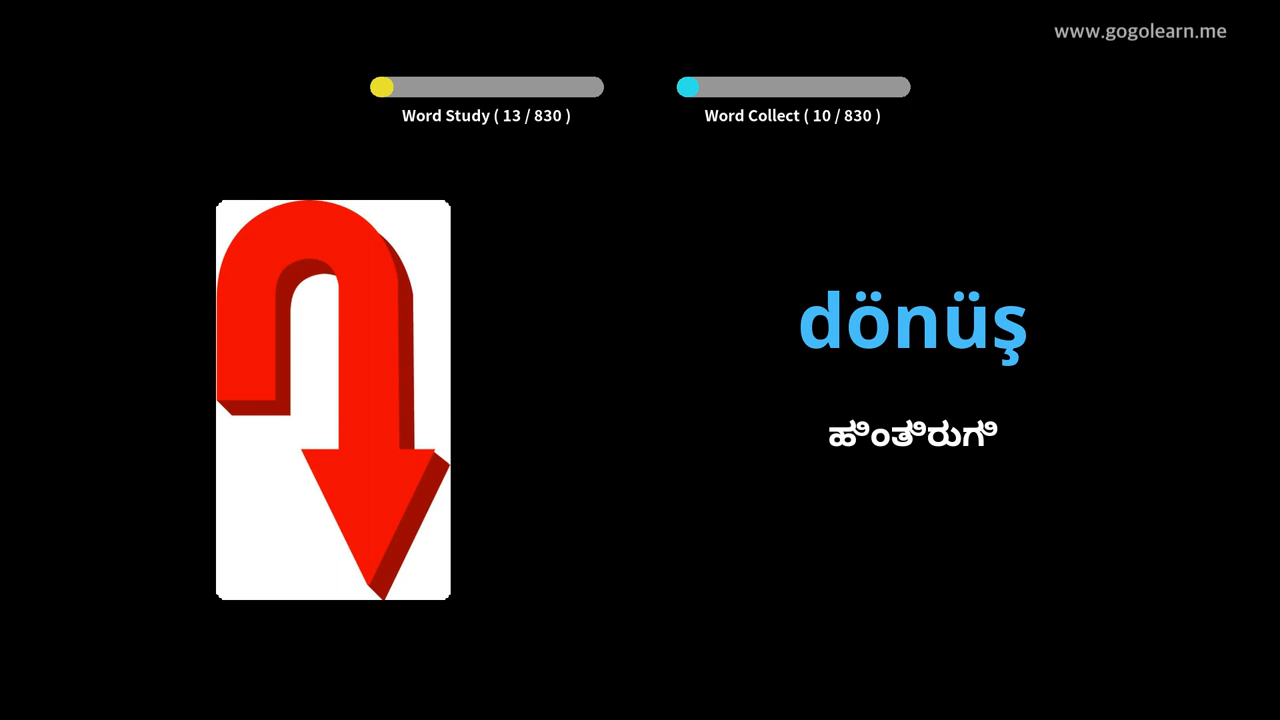 www.gogolearn.me
Word Study ( 13 / 830 )
Word Collect ( 10 / 830 )
dönüş
ಹಿಂತಿರುಗಿ